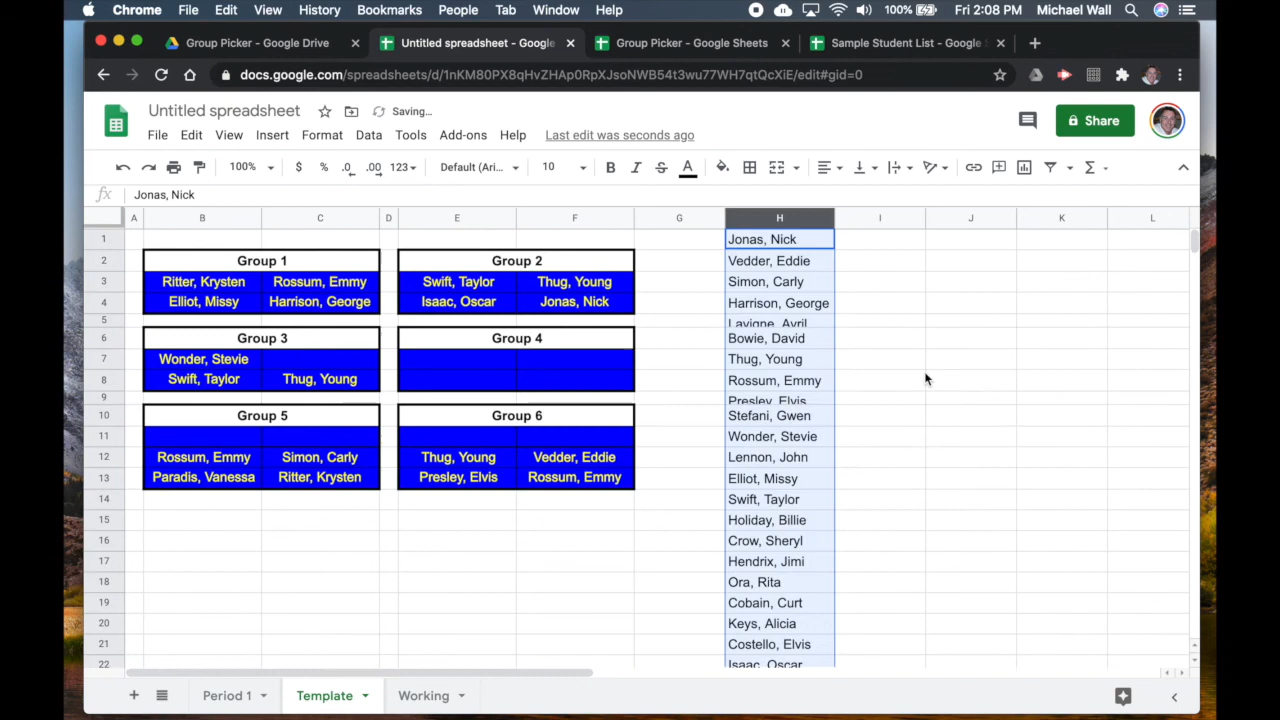 Chrome File Edit View History Bookmarks People Tab Window Help 100% Fri 2:08 PM Michael Wall
Group Picker - Google Drive Untitled spreadsheet - Google Group Picker - Google Sheets Sample Student List - Google S
docs.google.com/spreadsheets/d/1nKM80PX8qHvZHAp0RpXJsoNWB54t3wu77WH7qtQcXiE/edit#gid=0
Untitled spreadsheet Saving…
File Edit View Insert Format Data Tools Add-ons Help Last edit was seconds ago
Share
100% $ % .0 .00 123 Default (Ari... 10 B I S A Σ
fx Jonas, Nick
A B C D E F G H I J K L
1 Jonas, Nick
2 Group 1 Group 2 Vedder, Eddie
3 Ritter, Krysten Rossum, Emmy Swift, Taylor Thug, Young Simon, Carly
4 Elliot, Missy Harrison, George Isaac, Oscar Jonas, Nick Harrison, George
5 Lavigne, Avril
6 Group 3 Group 4 Bowie, David
7 Wonder, Stevie Thug, Young
8 Swift, Taylor Thug, Young Rossum, Emmy
9 Presley, Elvis
10 Group 5 Group 6 Stefani, Gwen
11 Wonder, Stevie
12 Rossum, Emmy Simon, Carly Thug, Young Vedder, Eddie Lennon, John
13 Paradis, Vanessa Ritter, Krysten Presley, Elvis Rossum, Emmy Elliot, Missy
14 Swift, Taylor
15 Holiday, Billie
16 Crow, Sheryl
17 Hendrix, Jimi
18 Ora, Rita
19 Cobain, Curt
20 Keys, Alicia
21 Costello, Elvis
22 Isaac, Oscar
Period 1 Template Working